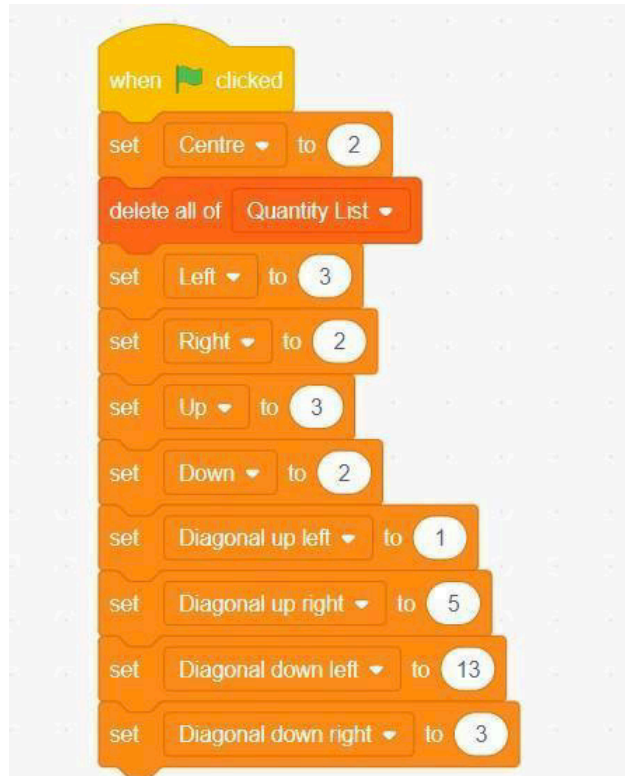 when clicked
set Centre to 2
delete all of Quantity List
set Left to 3
set Right to 2
set Up to 3
set Down to 2
set Diagonal up left to 1
set Diagonal up right to 5
set Diagonal down left to 13
set Diagonal down right to 3